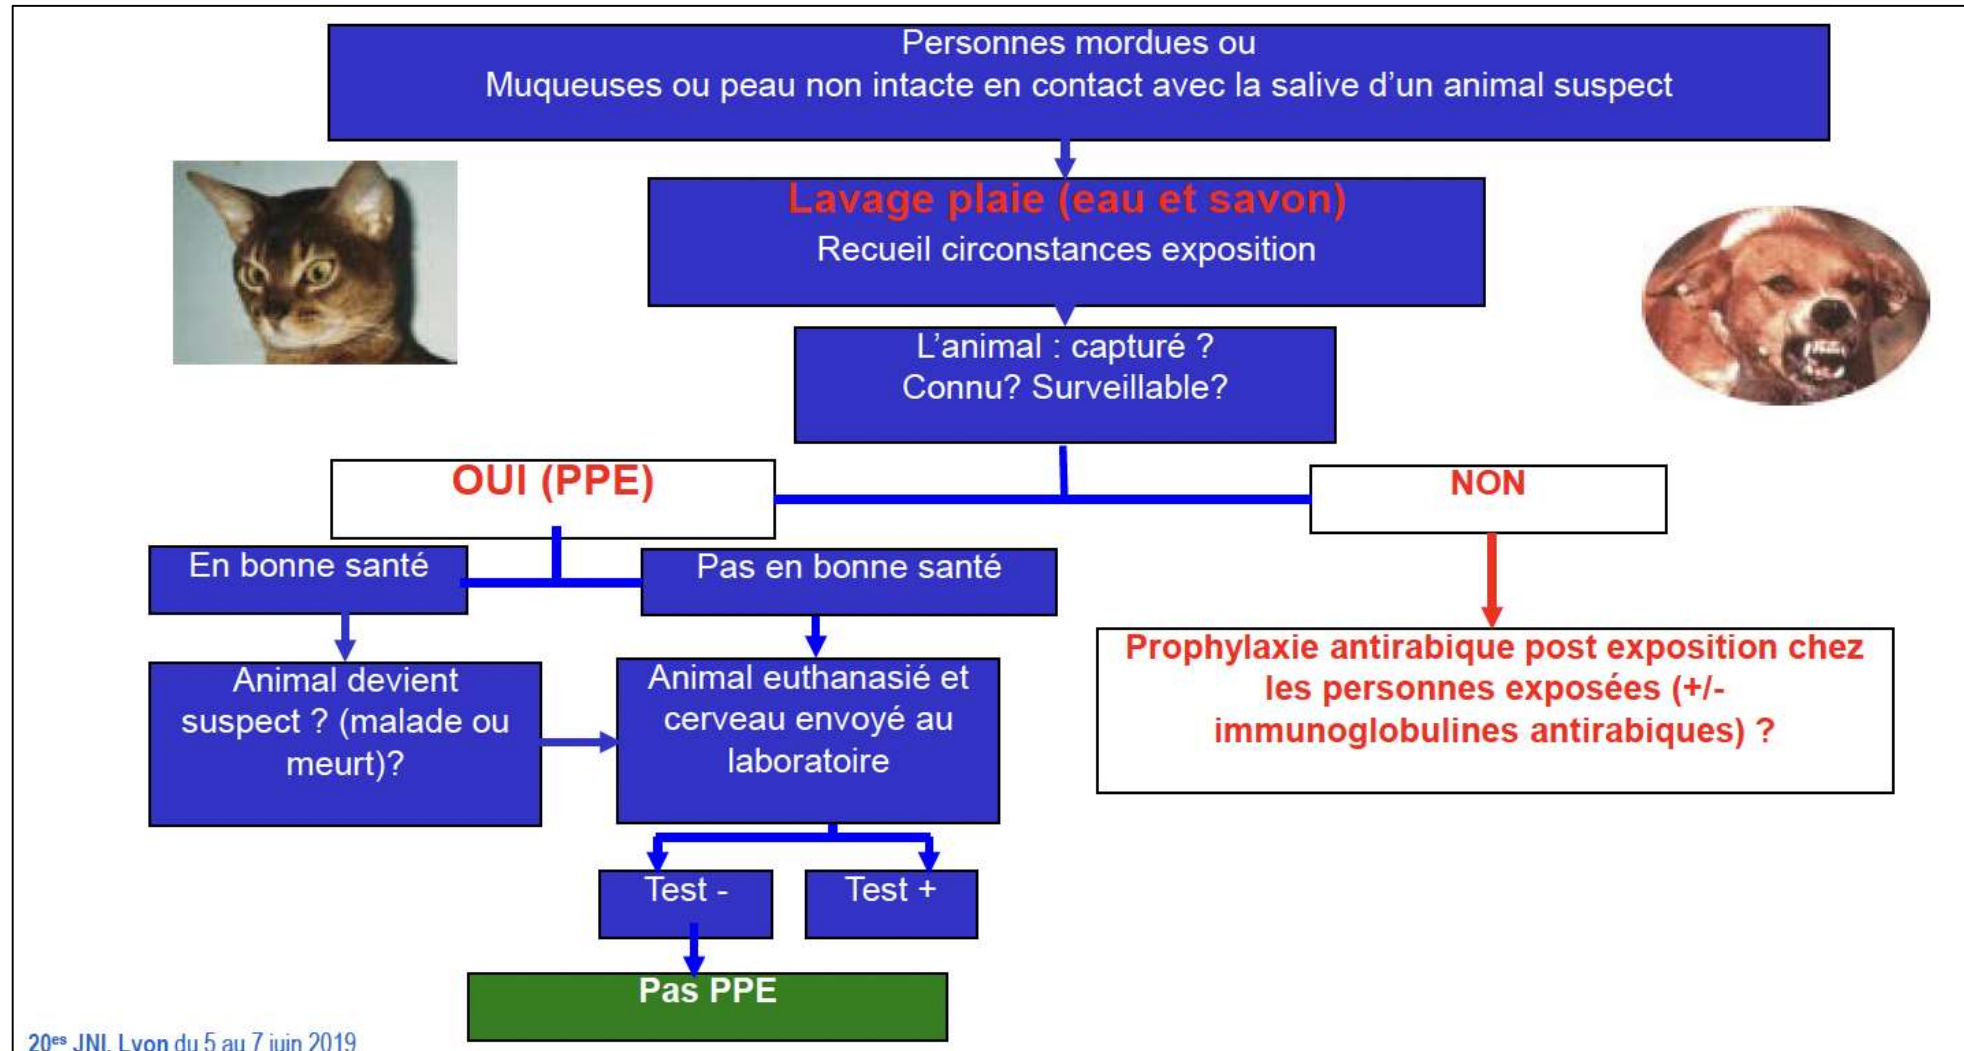 Personnes mordues ou
Muqueuses ou peau non intacte en contact avec la salive d'un animal suspect
Lavage plaie (eau et savon)
Recueil circonstances exposition
L'animal : capturé ?
Connu? Surveillable?
OUI (PPE)
NON
En bonne santé
Pas en bonne santé
Animal devient
suspect ? (malade ou
meurt)?
Animal euthanasié et
cerveau envoyé au
laboratoire
Prophylaxie antirabique post exposition chez
les personnes exposées (+/-
immunoglobulines antirabiques) ?
Test -
Test +
Pas PPE
20es JNI, Lyon du 5 au 7 juin 2019